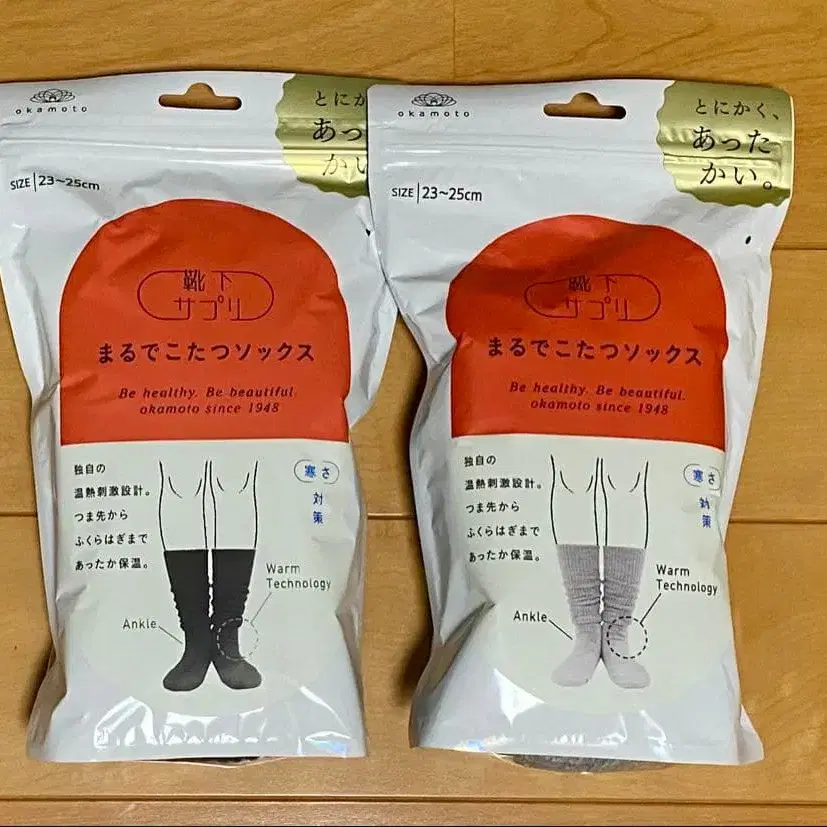 okamoto
とにか
あった
かい
SIZE 23~25cm
靴下
サプリ
まるでこたつソックス
Be healthy. Be beautiful.
okamoto since 1948
独自の
温熱刺激設計。
つま先から
ふくらはぎまで
あったか保温。
寒さ
対策
Warm
Technology
Ankle
okamoto
とにかく、
あった
かい。
SIZE 23~25cm
靴下
サプリ
まるでこたつソックス
Be healthy. Be beautiful.
okamoto since 1948
独自の
温熱刺激設計。
つま先から
ふくらはぎまで
あったか保温。
寒さ
対策
Warm
Technology
Ankle